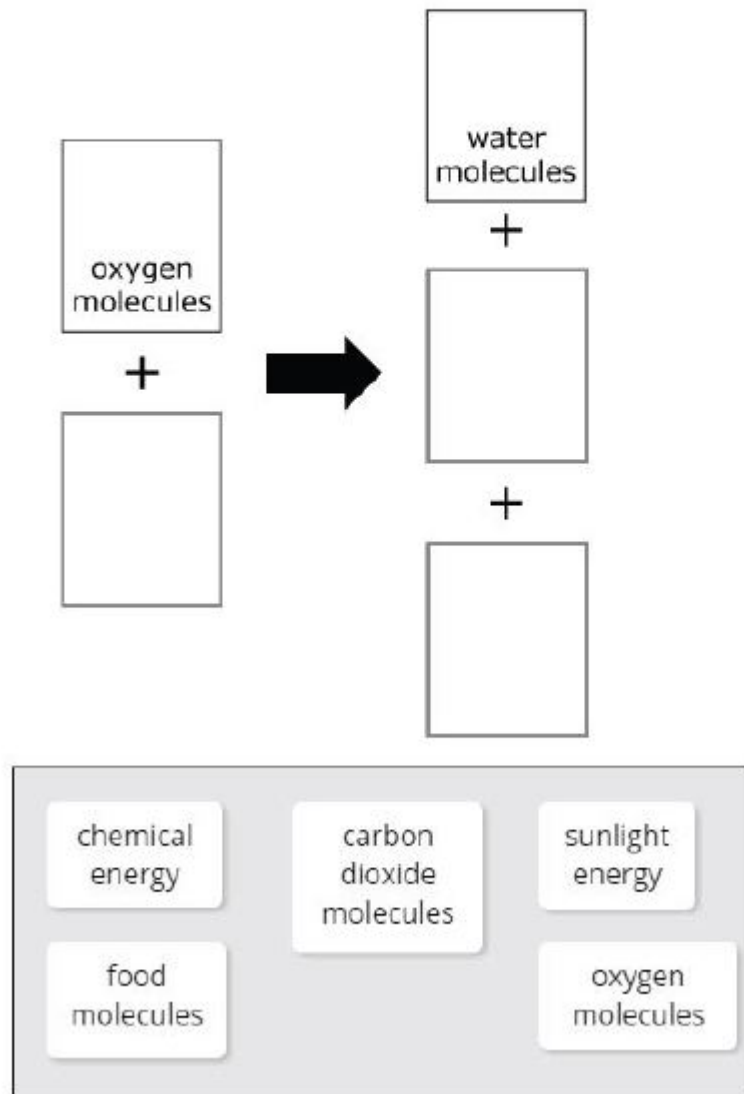 water
molecules
+
oxygen
molecules
+
+
chemical
energy
carbon
dioxide
molecules
sunlight
energy
food
molecules
oxygen
molecules